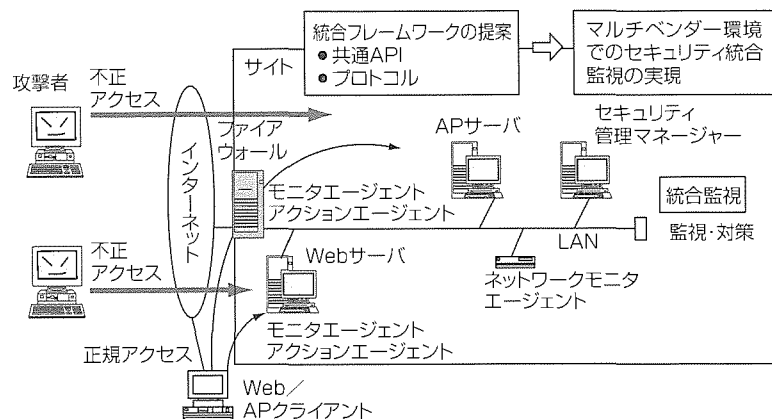 統合フレームワークの提案
●共通API
●プロトコル
マルチベンダー環境
でのセキュリティ統合
監視の実現
サイト
攻撃者
不正
アクセス
ファイア
ウォール
インターネット
APサーバ
セキュリティ
管理マネージャー
モニタエージェント
アクションエージェント
統合監視
監視・対策
LAN
不正
アクセス
Webサーバ
ネットワークモニタ
エージェント
モニタエージェント
アクションエージェント
正規アクセス
Web／
APクライアント